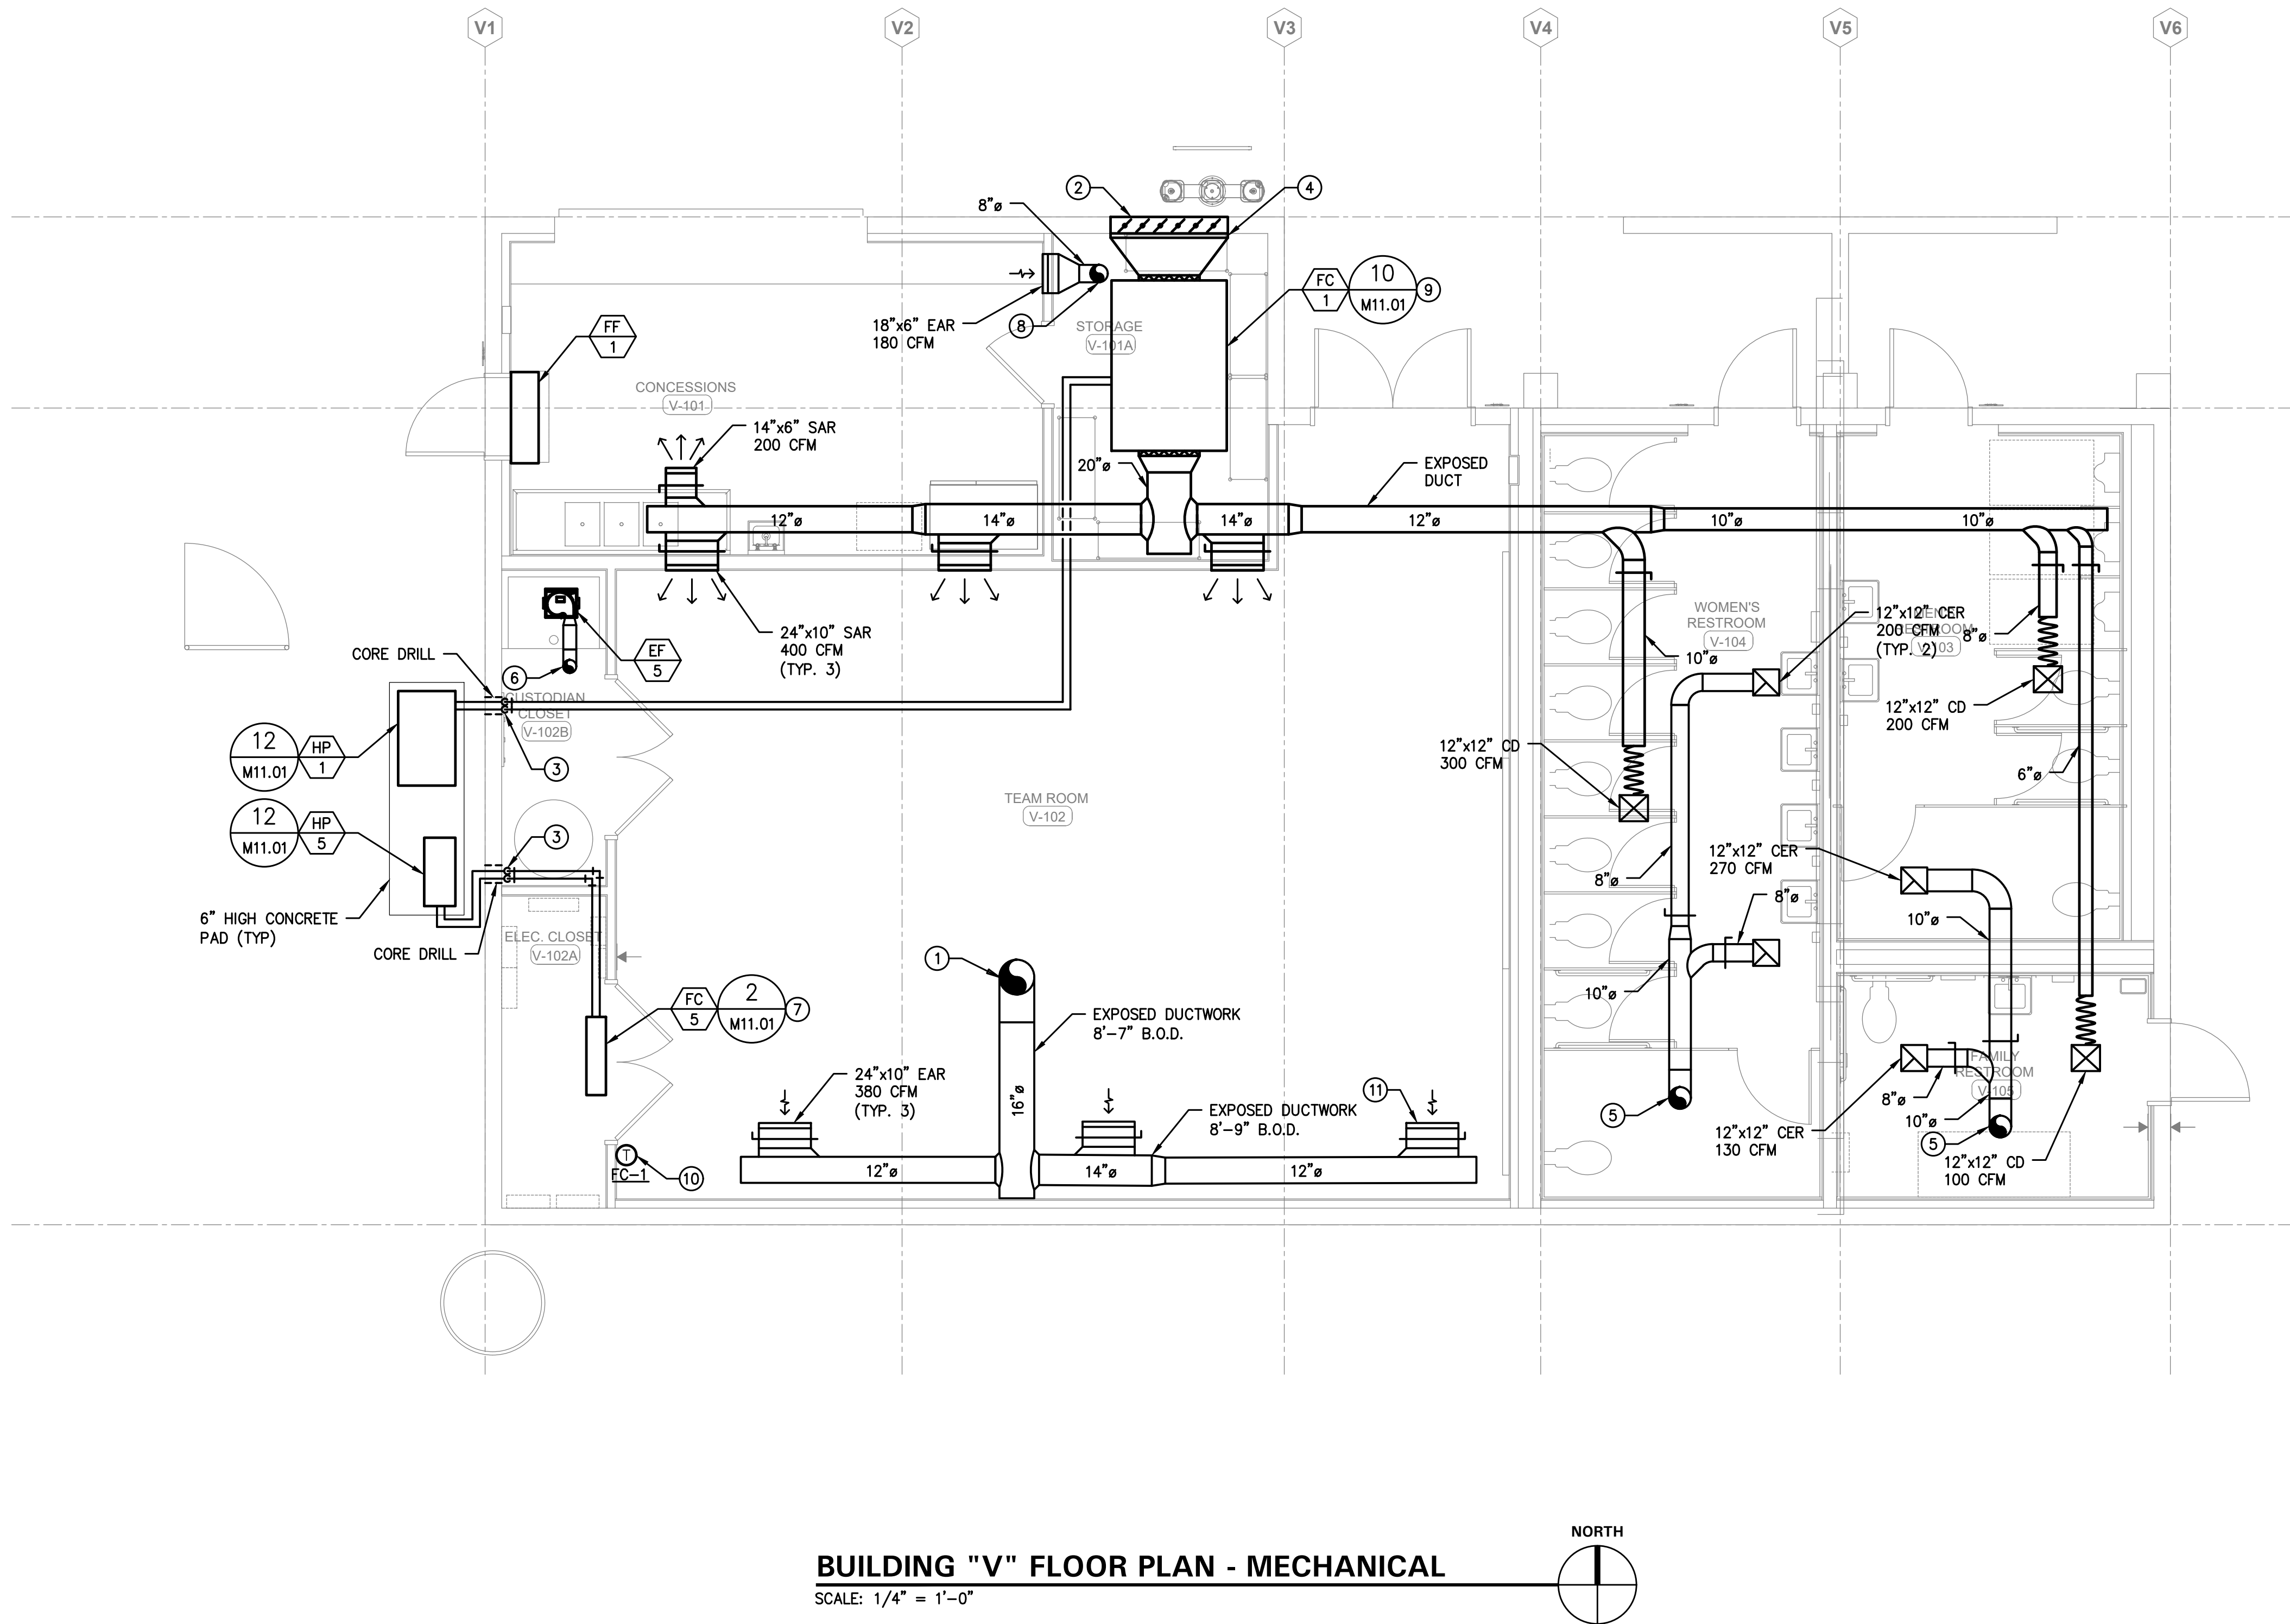 V1
V2
V3
V4
V5
V6
2
4
8"ø
FC
1
10
M11.01
9
18"x6" EAR
180 CFM
8
STORAGE
V-101A
FF
1
CONCESSIONS
V-101
14"x6" SAR
200 CFM
20"ø
EXPOSED
DUCT
12"ø
14"ø
14"ø
12"ø
10"ø
10"ø
24"x10" SAR
400 CFM
(TYP. 3)
EF
5
6
CORE DRILL
CUSTODIAN
CLOSET
V-102B
12
M11.01
HP
1
3
12
M11.01
HP
5
3
6" HIGH CONCRETE
PAD (TYP)
CORE DRILL
ELEC. CLOSET
V-102A
TEAM ROOM
V-102
WOMEN'S
RESTROOM
V-104
12"x12" CER
200 CFM
(TYP. 2)
MEN'S
RESTROOM
V-103
8"ø
10"ø
12"x12" CD
200 CFM
12"x12" CD
300 CFM
6"ø
12"x12" CER
270 CFM
8"ø
8"ø
10"ø
10"ø
1
FC
5
2
M11.01
7
EXPOSED DUCTWORK
8'-7" B.O.D.
16"ø
24"x10" EAR
380 CFM
(TYP. 3)
11
EXPOSED DUCTWORK
8'-9" B.O.D.
5
FAMILY
RESTROOM
V-105
8"ø
10"ø
12"x12" CER
130 CFM
5
12"x12" CD
100 CFM
T
FC-1
10
12"ø
14"ø
12"ø
NORTH
BUILDING "V" FLOOR PLAN - MECHANICAL
SCALE: 1/4" = 1'-0"